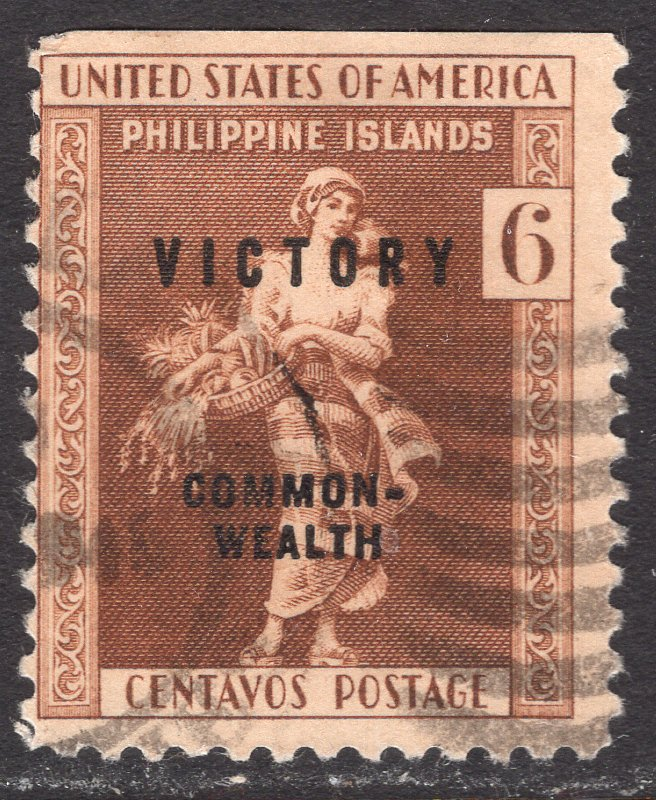 UNITED STATES OF AMERICA
PHILIPPINE ISLANDS
6
VICTORY
COMMON-
WEALTH
CENTAVOS POSTAGE